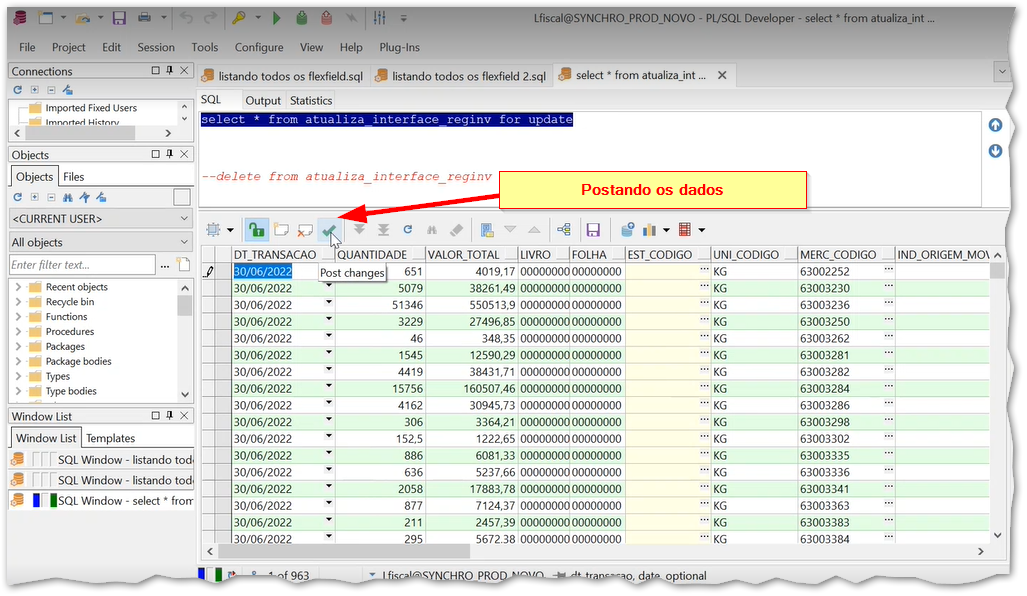 Lfiscal@SYNCHRO_PROD_NOVO - PL/SQL Developer - select * from atualiza_int ...
File Project Edit Session Tools Configure View Help Plug-Ins
Connections
Imported Fixed Users
Imported History
Objects
Objects Files
<CURRENT USER>
All objects
Enter filter text...
Recent objects
Recycle bin
Functions
Procedures
Packages
Package bodies
Types
Type bodies
Window List
Window List Templates
SQL Window - listando tod
SQL Window - listando tod
SQL Window - select * from
listando todos os flexfield.sql listando todos os flexfield 2.sql select * from atualiza_int ...
SQL Output Statistics
select * from atualiza_interface_reginv for update
--delete from atualiza_interface_reginv
Postando os dados
Post changes
DT_TRANSACAO QUANTIDADE VALOR_TOTAL LIVRO FOLHA EST_CODIGO UNI_CODIGO MERC_CODIGO IND_ORIGEM_MOV
30/06/2022 651 4019,17 00000000 00000000 KG 63002252
30/06/2022 5079 38261,49 00000000 00000000 KG 63003230
30/06/2022 51346 550513,9 00000000 00000000 KG 63003236
30/06/2022 3229 27496,85 00000000 00000000 KG 63003250
30/06/2022 46 348,35 00000000 00000000 KG 63003262
30/06/2022 1545 12590,29 00000000 00000000 KG 63003281
30/06/2022 4419 38431,71 00000000 00000000 KG 63003282
30/06/2022 15756 160507,46 00000000 00000000 KG 63003284
30/06/2022 4162 30945,73 00000000 00000000 KG 63003286
30/06/2022 306 3364,21 00000000 00000000 KG 63003298
30/06/2022 152,5 1222,65 00000000 00000000 KG 63003302
30/06/2022 886 6081,33 00000000 00000000 KG 63003335
30/06/2022 636 5237,66 00000000 00000000 KG 63003336
30/06/2022 2058 17883,78 00000000 00000000 KG 63003341
30/06/2022 877 7124,37 00000000 00000000 KG 63003363
30/06/2022 211 2457,39 00000000 00000000 KG 63003383
30/06/2022 295 5672,38 00000000 00000000 KG 63003384
1 of 963 Lfiscal@SYNCHRO_PROD_NOVO dt_transacao, date, optional